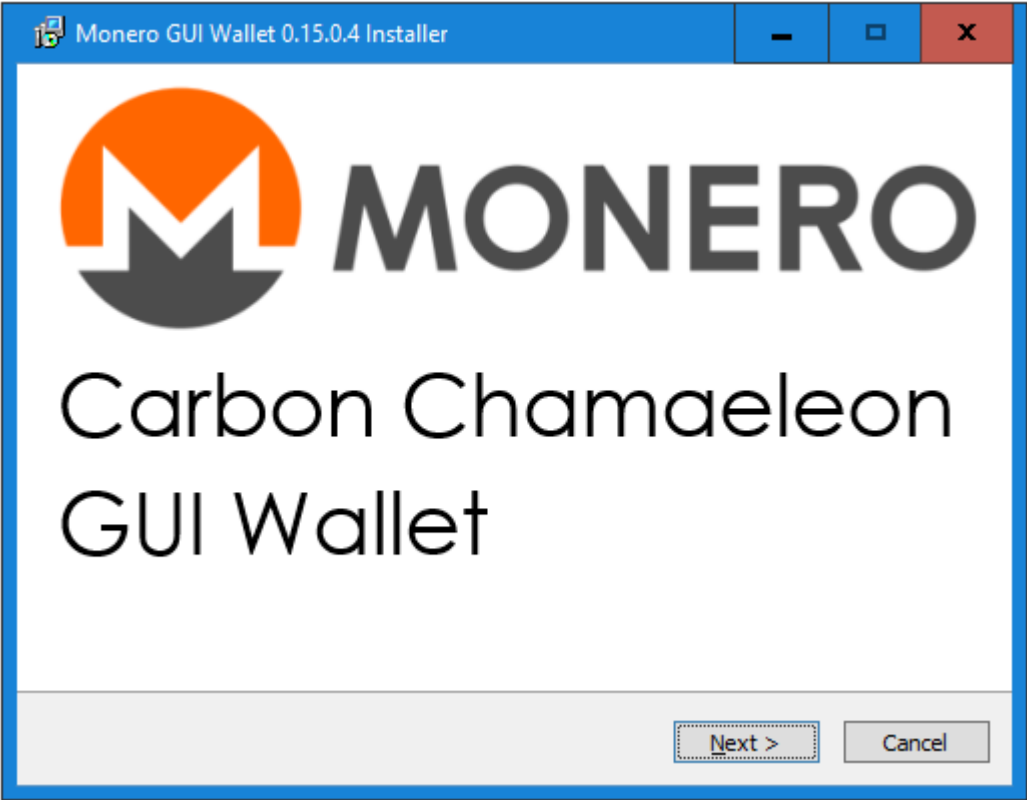 Monero GUI Wallet 0.15.0.4 Installer
MONERO
Carbon Chamaeleon
GUI Wallet
Next >
Cancel